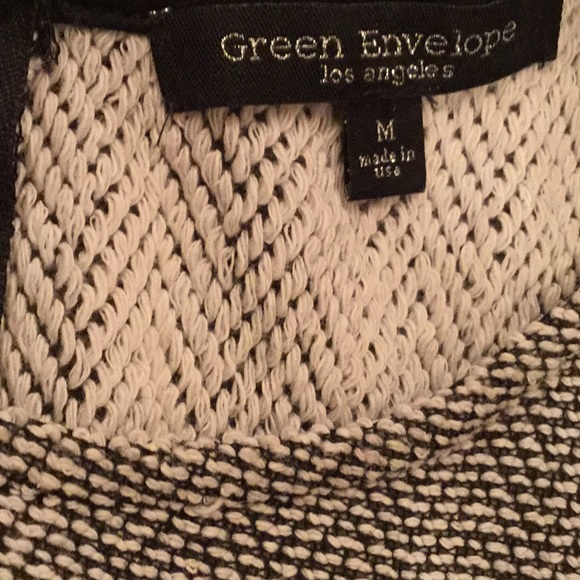 Green Envelope
los angeles
M
made in
usa